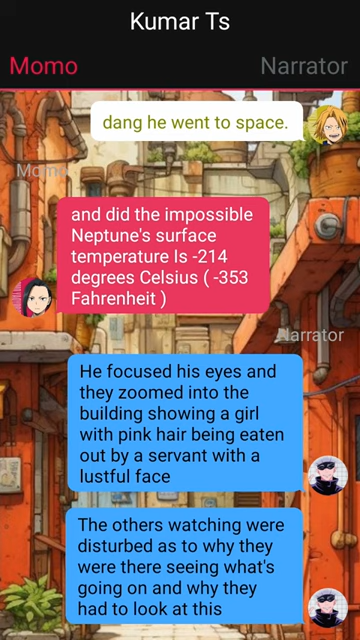 Kumar Ts
Momo
Narrator
dang he went to space.
Momo
and did the impossible
Neptune's surface
temperature Is -214
degrees Celsius ( -353
Fahrenheit )
Narrator
He focused his eyes and
they zoomed into the
building showing a girl
with pink hair being eaten
out by a servant with a
lustful face
The others watching were
disturbed as to why they
were there seeing what's
going on and why they
had to look at this